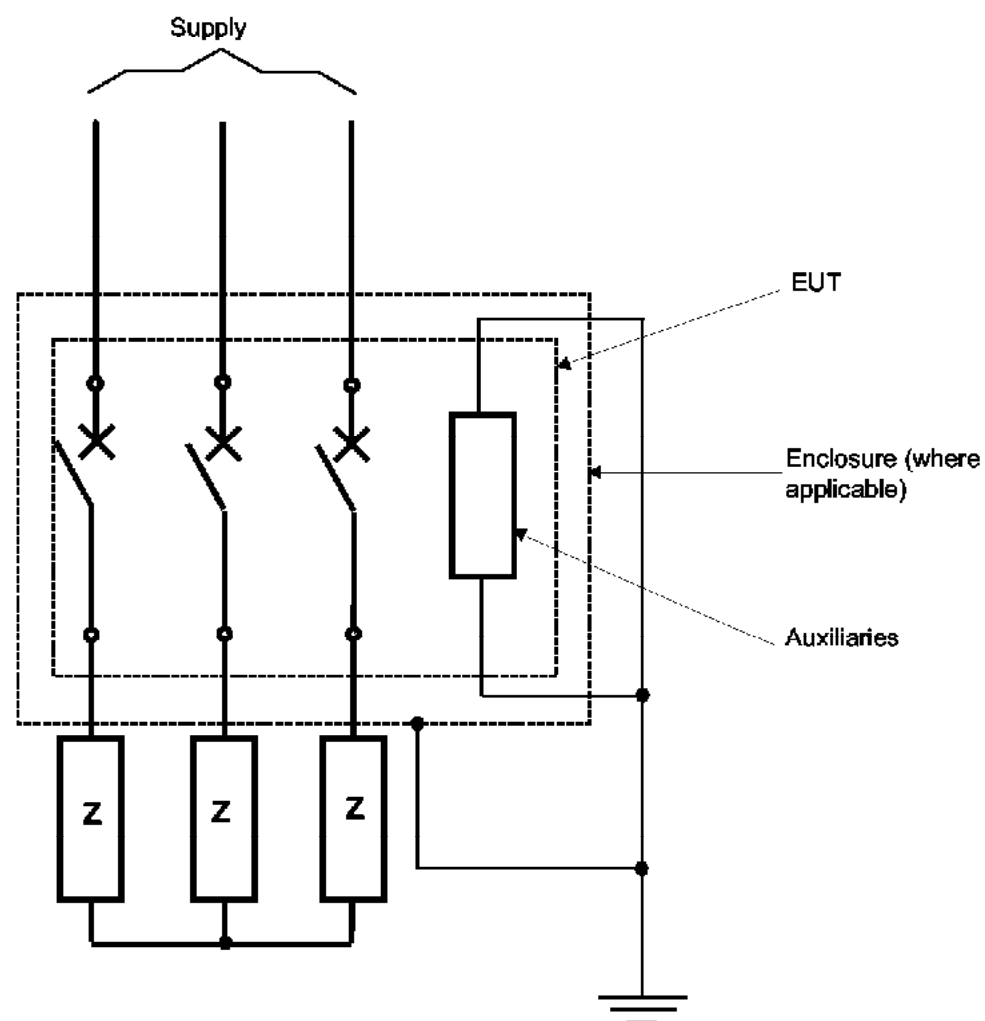 Supply
EUT
Enclosure (where
applicable)
Auxiliaries
Z
Z
Z